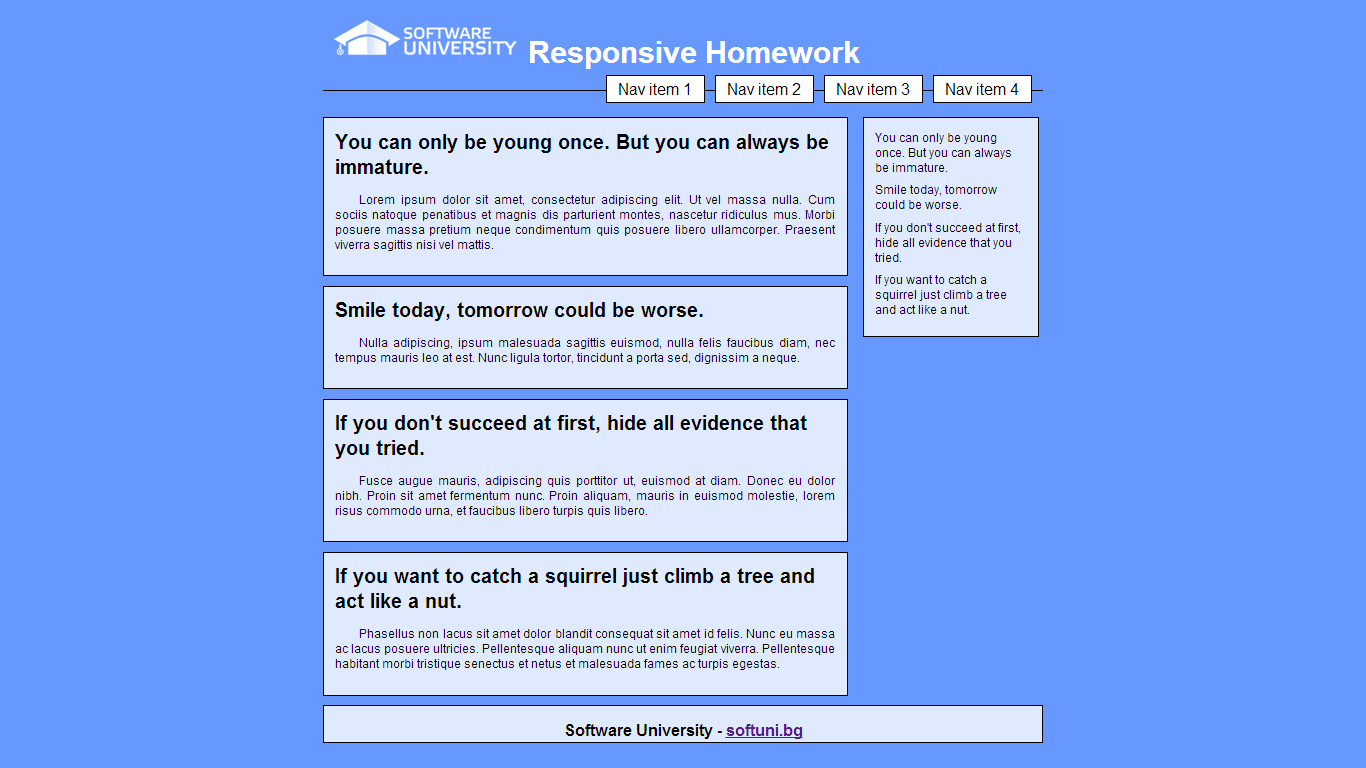 SOFTWARE
UNIVERSITY
Responsive Homework
Nav item 1
Nav item 2
Nav item 3
Nav item 4
You can only be young once. But you can always be
immature.
Lorem ipsum dolor sit amet, consectetur adipiscing elit. Ut vel massa nulla. Cum
sociis natoque penatibus et magnis dis parturient montes, nascetur ridiculus mus. Morbi
posuere massa pretium neque condimentum quis posuere libero ullamcorper. Praesent
viverra sagittis nisi vel mattis.
Smile today, tomorrow could be worse.
Nulla adipiscing, ipsum malesuada sagittis euismod, nulla felis faucibus diam, nec
tempus mauris leo at est. Nunc ligula tortor, tincidunt a porta sed, dignissim a neque.
If you don't succeed at first, hide all evidence that
you tried.
Fusce augue mauris, adipiscing quis porttitor ut, euismod at diam. Donec eu dolor
nibh. Proin sit amet fermentum nunc. Proin aliquam, mauris in euismod molestie, lorem
risus commodo urna, et faucibus libero turpis quis libero.
If you want to catch a squirrel just climb a tree and
act like a nut.
Phasellus non lacus sit amet dolor blandit consequat sit amet id felis. Nunc eu massa
ac lacus posuere ultricies. Pellentesque aliquam nunc ut enim feugiat viverra. Pellentesque
habitant morbi tristique senectus et netus et malesuada fames ac turpis egestas.
You can only be young
once. But you can always
be immature.
Smile today, tomorrow
could be worse.
If you don't succeed at first,
hide all evidence that you
tried.
If you want to catch a
squirrel just climb a tree
and act like a nut.
Software University - softuni.bg